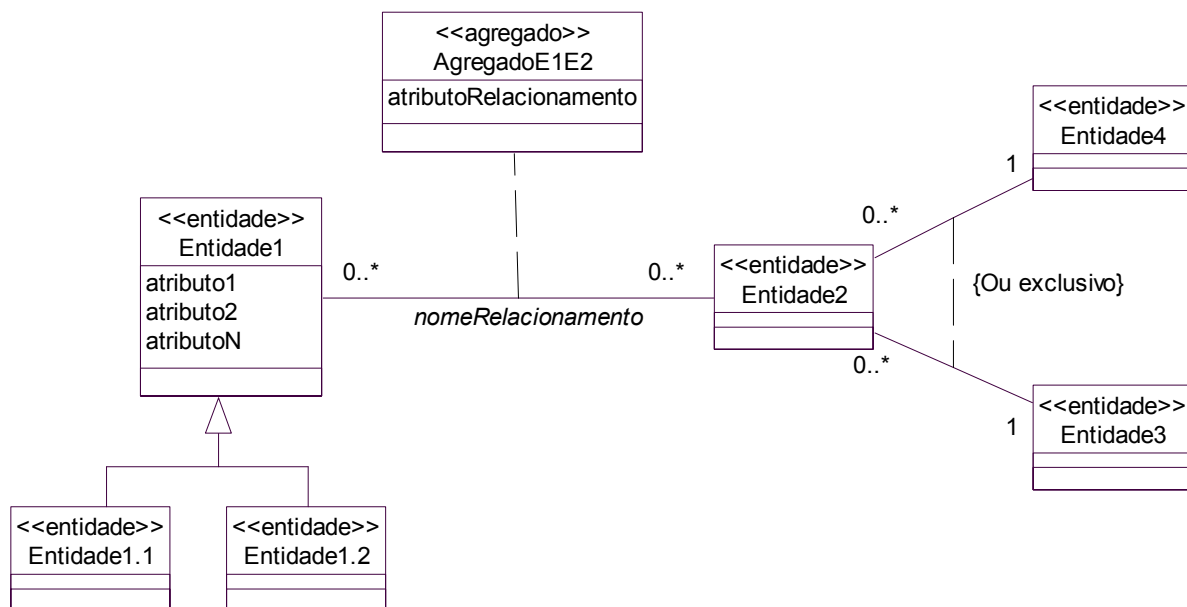 <<agregado>>
AgregadoE1E2
atributoRelacionamento
<<entidade>>
Entidade4
1
0..*
<<entidade>>
Entidade1
atributo1
atributo2
atributoN
0..*
0..*
nomeRelacionamento
<<entidade>>
Entidade2
{Ou exclusivo}
0..*
1
<<entidade>>
Entidade3
<<entidade>>
Entidade1.1
<<entidade>>
Entidade1.2